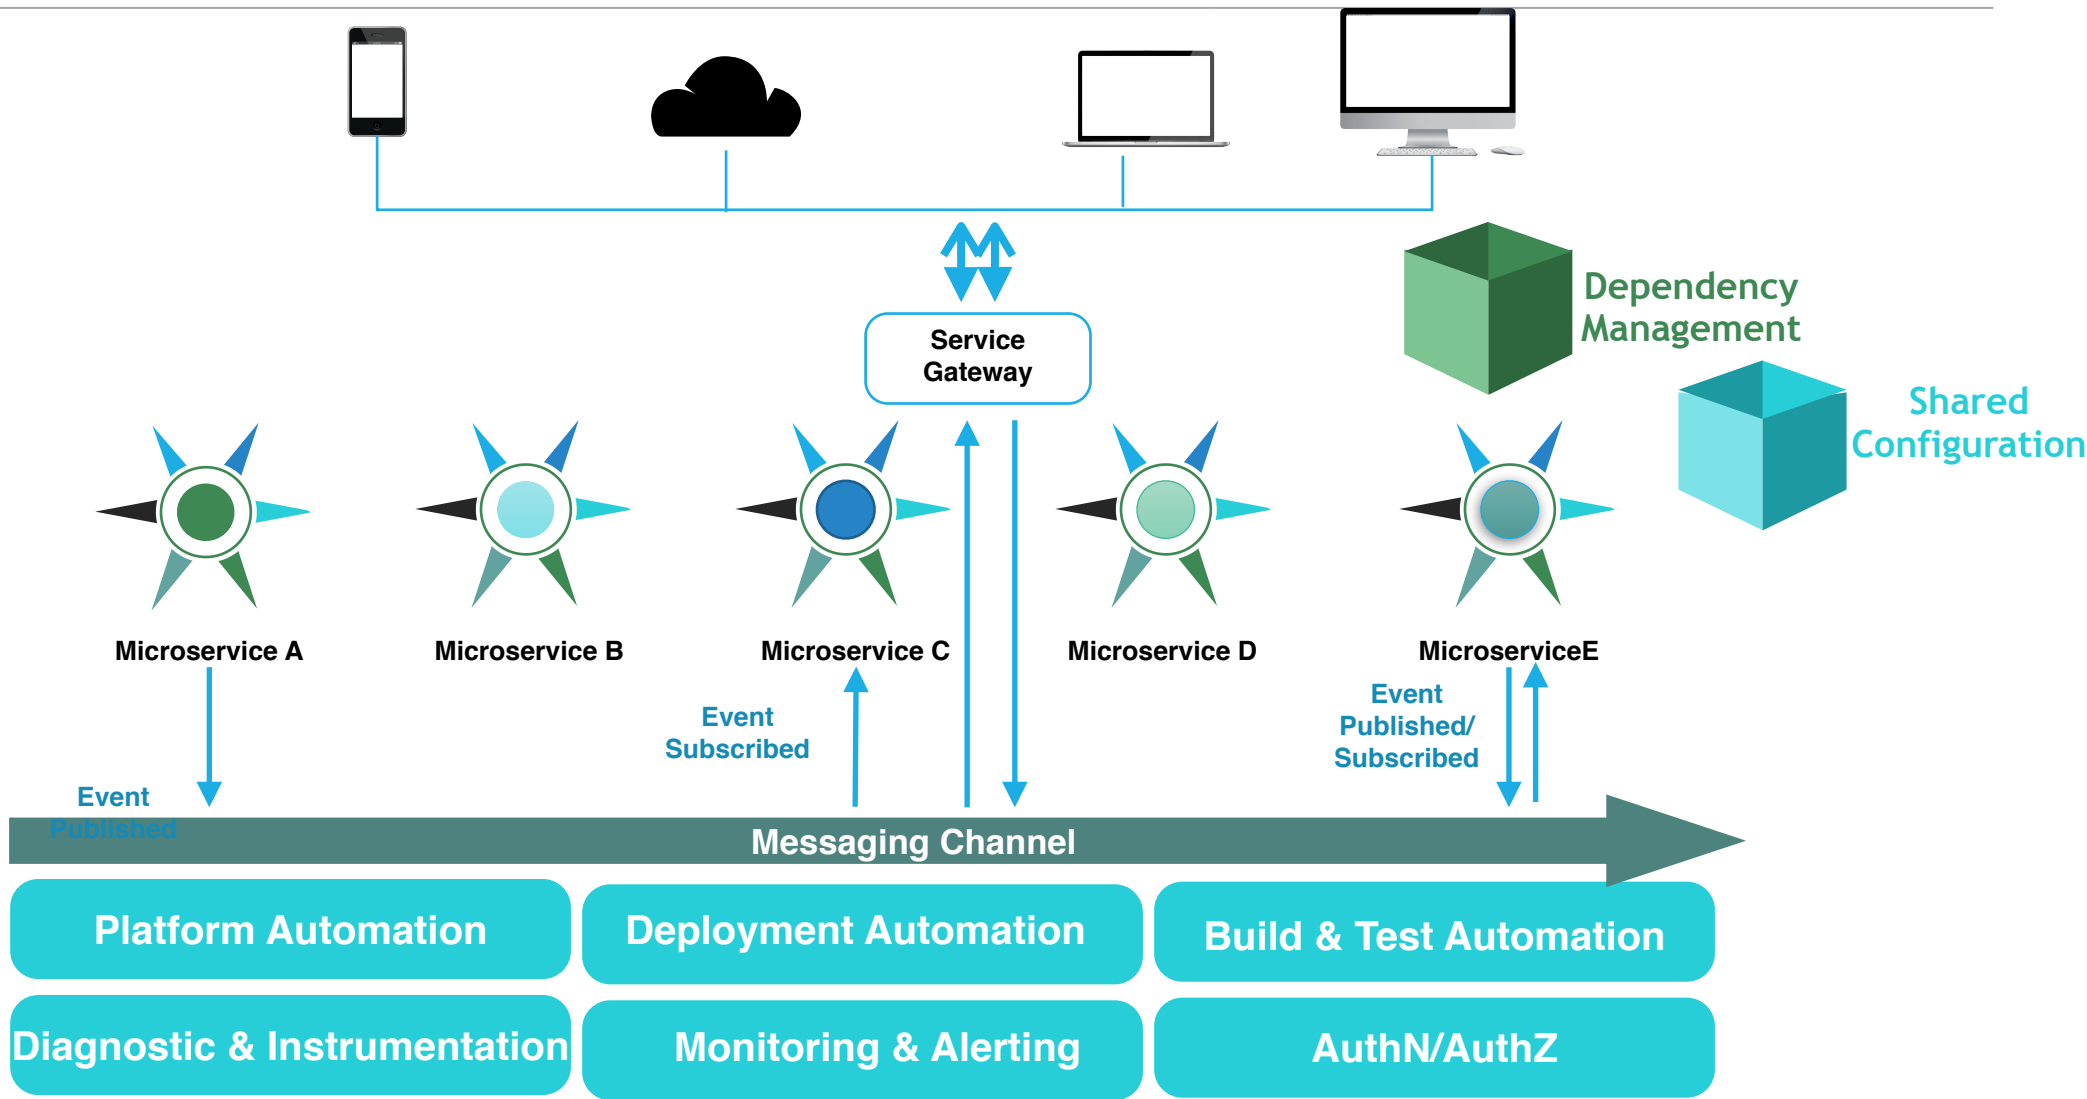 Dependency
Management
Service
Gateway
Shared
Configuration
Microservice A
Microservice B
Microservice C
Microservice D
MicroserviceE
Event
Subscribed
Event
Published/
Subscribed
Event
Published
Messaging Channel
Platform Automation
Deployment Automation
Build & Test Automation
Diagnostic & Instrumentation
Monitoring & Alerting
AuthN/AuthZ